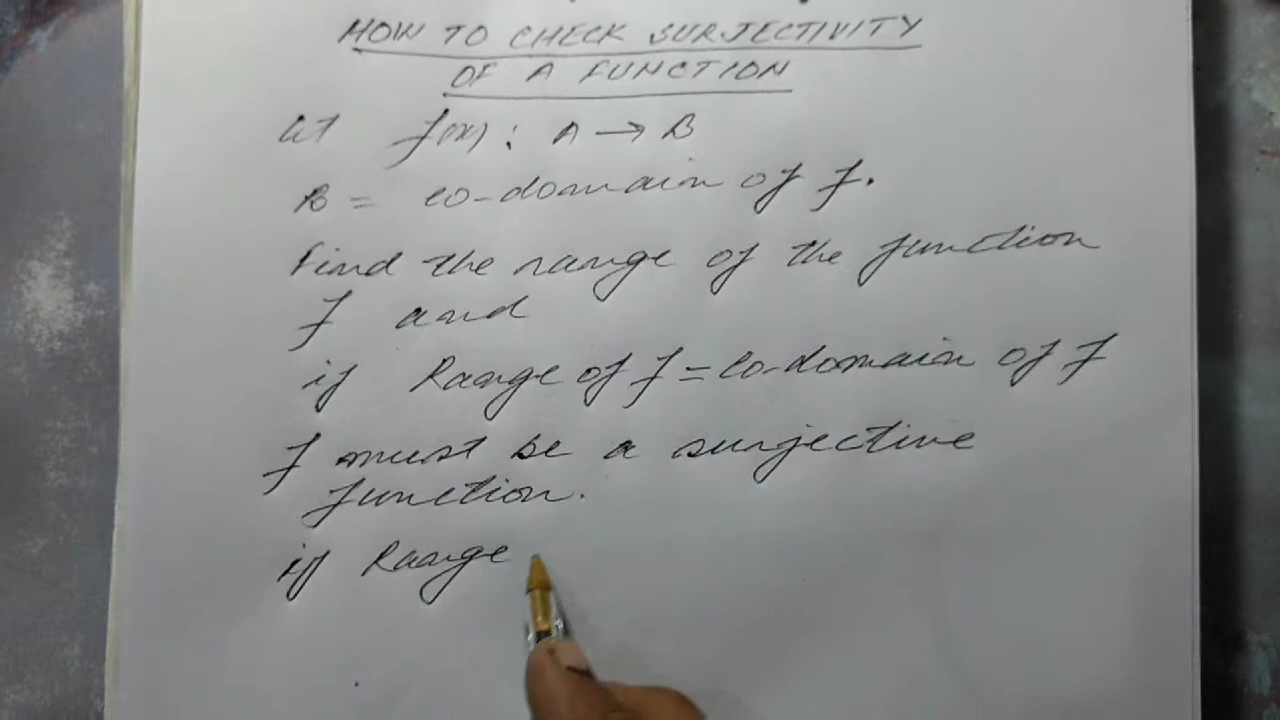 HOW TO CHECK SURJECTIVITY
OF A FUNCTION
Let f(x) : A → B
B = co-domain of f.
Find the range of the function
f and
if Range of f = co-domain of f
f must be a surjective
function.
if Range